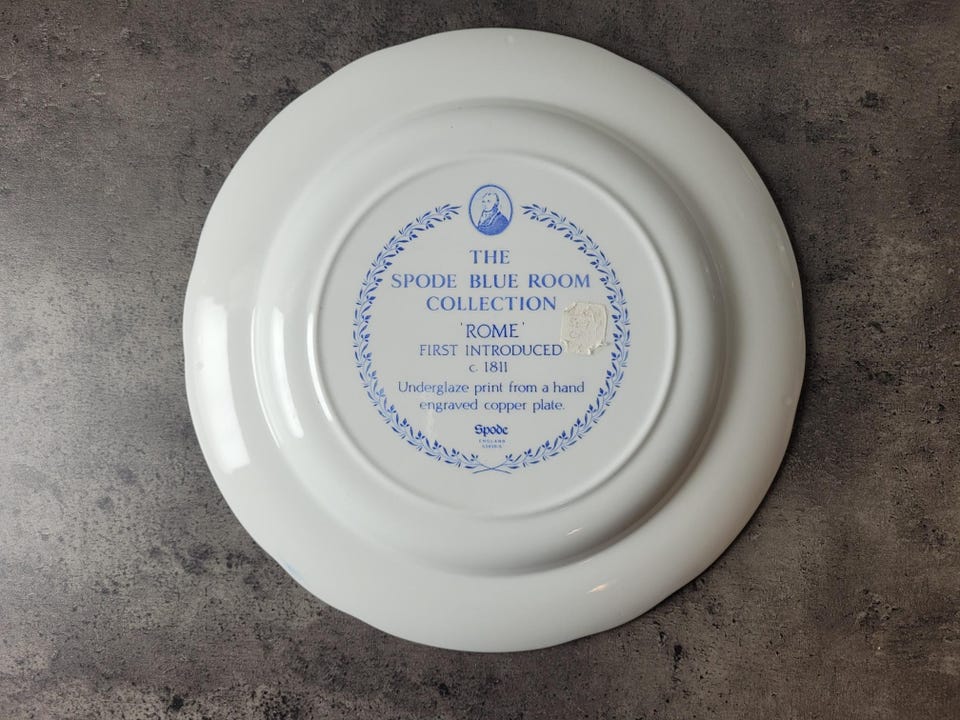 THE
SPODE BLUE ROOM
COLLECTION
'ROME'
FIRST INTRODUCED
c. 1811
Underglaze print from a hand
engraved copper plate.
Spode
ENGLAND